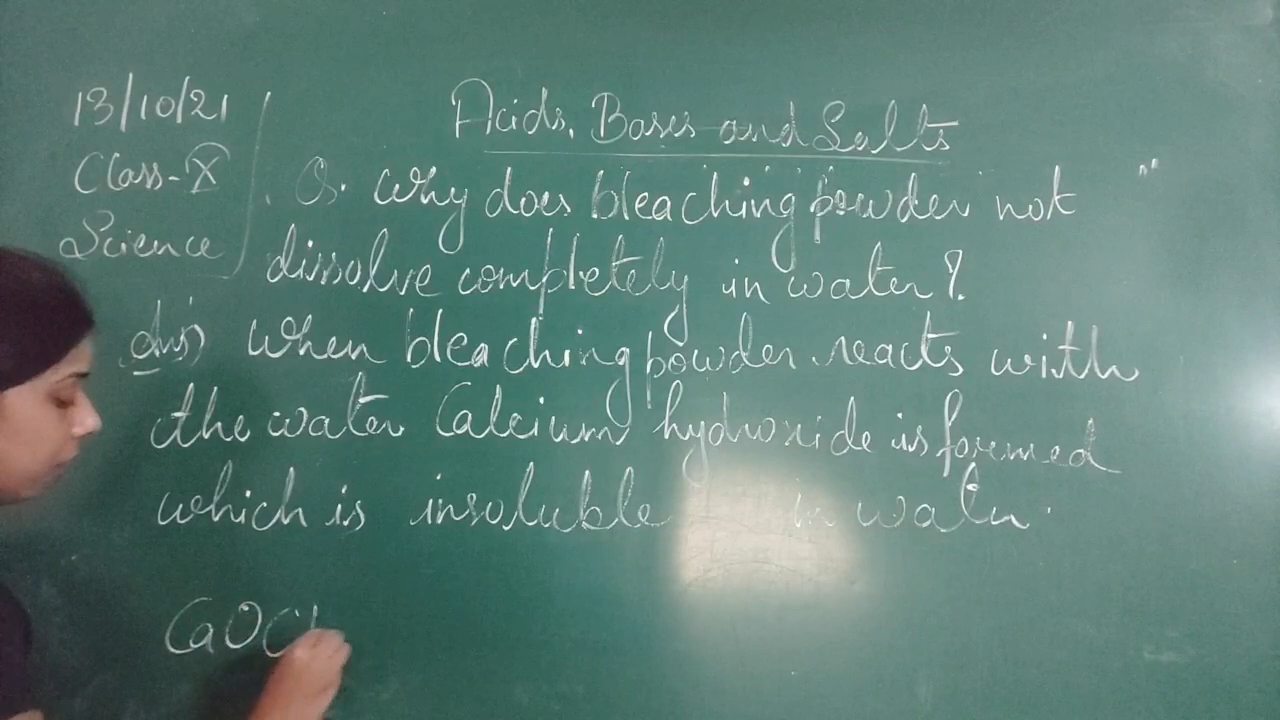 13/10/21
Class-X
Science
Acids, Bases and Salts
Q. Why does bleaching powder not
dissolve completely in water?
Ans) When bleaching powder reacts with
the water Calcium hydroxide is formed
which is insoluble in water.
CaOCl